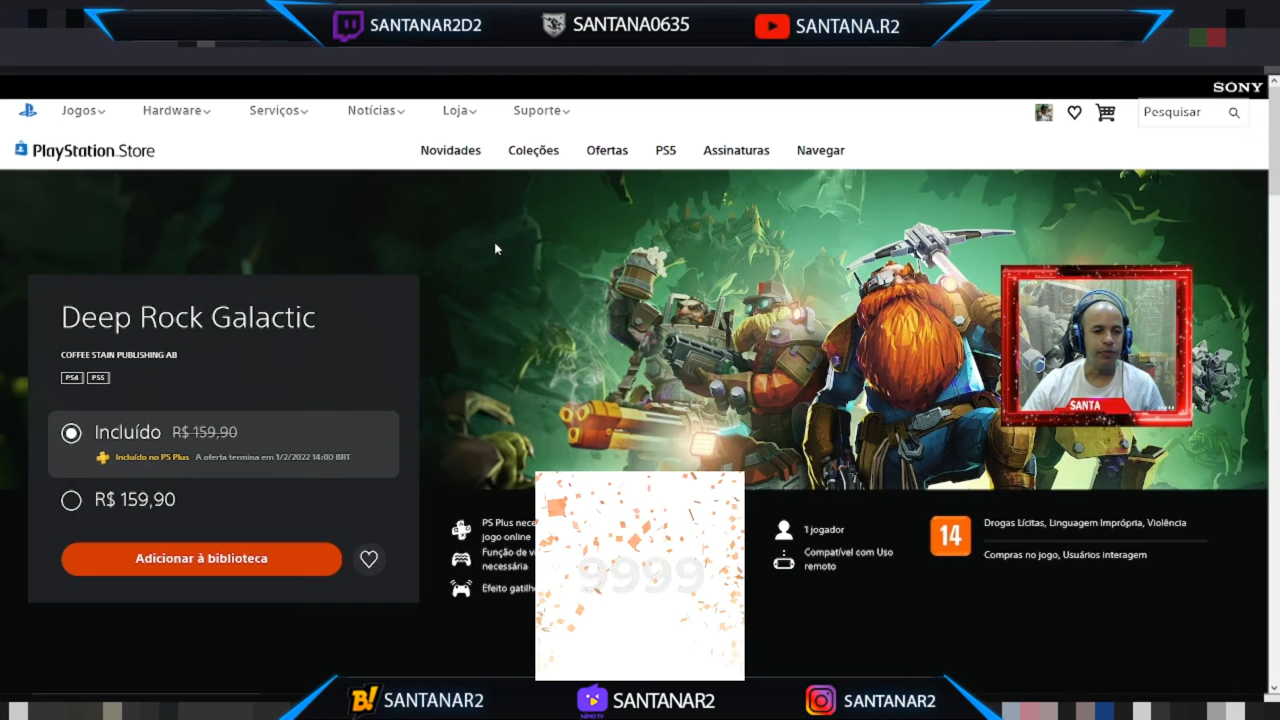 SANTANAR2D2 SANTANA0635 SANTANA.R2
SONY
Jogos Hardware Serviços Notícias Loja Suporte Pesquisar
PlayStation Store Novidades Coleções Ofertas PS5 Assinaturas Navegar
Deep Rock Galactic
COFFEE STAIN PUBLISHING AB
PS4 PS5
Incluído R$ 159,90
Incluído no PS Plus A oferta termina em 1/2/2022 14:00 BRT
R$ 159,90
Adicionar à biblioteca
SANTA
PS Plus
jogo online
Função de
necessária
Efeito
9999
1 jogador
Compatível com Uso
remoto
14
Drogas Lícitas, Linguagem Imprópria, Violência
Compras no jogo, Usuários interagem
B! SANTANAR2 NIMO TV SANTANAR2 SANTANAR2